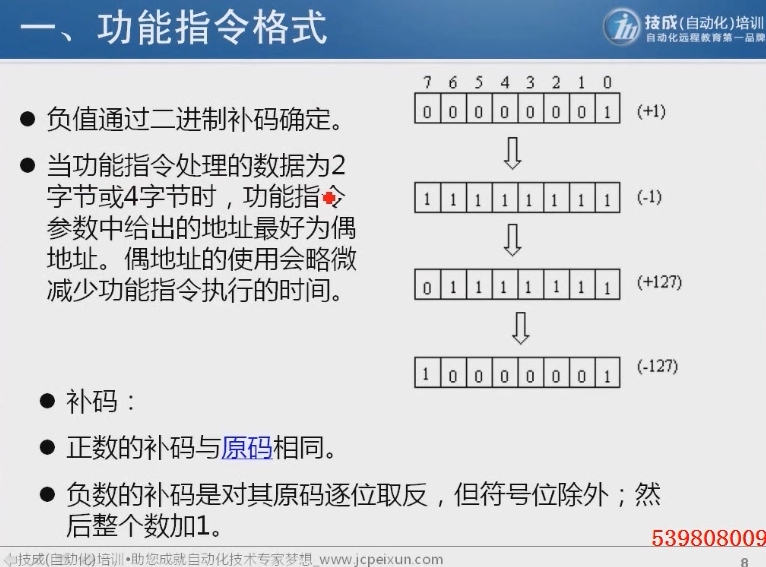 一、功能指令格式
技成(自动化)培训
自动化远程教育第一品牌
● 负值通过二进制补码确定。
● 当功能指令处理的数据为2
字节或4字节时，功能指令
参数中给出的地址最好为偶
地址。偶地址的使用会略微
减少功能指令执行的时间。
7 6 5 4 3 2 1 0
0 0 0 0 0 0 0 1 (+1)
1 1 1 1 1 1 1 1 (-1)
0 1 1 1 1 1 1 1 (+127)
1 0 0 0 0 0 0 1 (-127)
● 补码：
● 正数的补码与原码相同。
● 负数的补码是对其原码逐位取反，但符号位除外；然
后整个数加1。
539808009
技成(自动化)培训•助您成就自动化技术专家梦想_www.jcpeixun.com
8